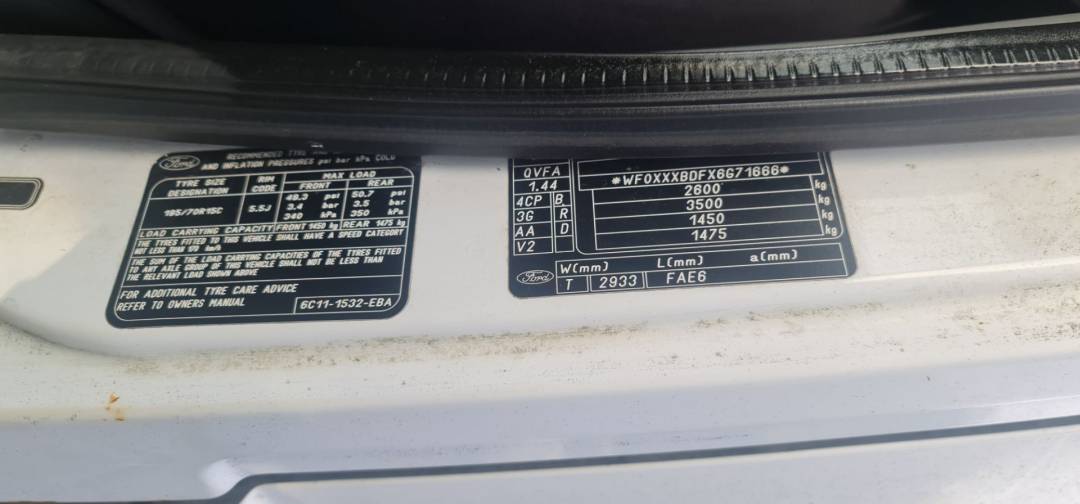 Ford
RECOMMENDED TYRE
AND INFLATION PRESSURES psi bar kPa COLD
TYRE SIZE DESIGNATION RIM CODE MAX LOAD
FRONT REAR
195/70R15C 5.5J 49.3 psi 50.7 psi
3.4 bar 3.5 bar
340 kPa 350 kPa
LOAD CARRYING CAPACITY FRONT 1450 kg REAR 1475 kg
THE TYRES FITTED TO THIS VEHICLE SHALL HAVE A SPEED CATEGORY
NOT LESS THAN 170 km/h
THE SUM OF THE LOAD CARRYING CAPACITIES OF THE TYRES FITTED
TO ANY AXLE GROUP OF THIS VEHICLE SHALL NOT BE LESS THAN
THE RELEVANT LOAD SHOWN ABOVE
FOR ADDITIONAL TYRE CARE ADVICE
REFER TO OWNERS MANUAL 6C11-1532-EBA
QVFA
1.44
4CP B
3G R
AA D
V2
*WF0XXXBDFX6G71666*
2600 kg
3500 kg
1450 kg
1475 kg
Ford W(mm) L(mm) a(mm)
T 2933 FAE6